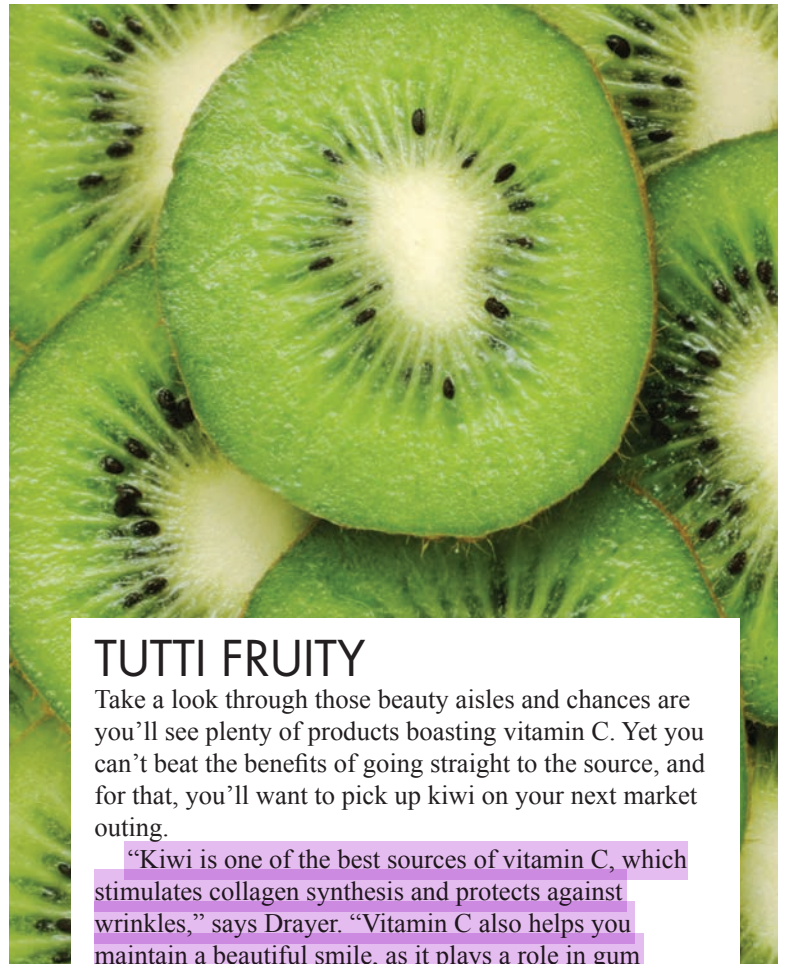 TUTTI FRUITY
Take a look through those beauty aisles and chances are
you’ll see plenty of products boasting vitamin C. Yet you
can’t beat the benefits of going straight to the source, and
for that, you’ll want to pick up kiwi on your next market
outing.
“Kiwi is one of the best sources of vitamin C, which
stimulates collagen synthesis and protects against
wrinkles,” says Drayer. “Vitamin C also helps you
maintain a beautiful smile, as it plays a role in gum